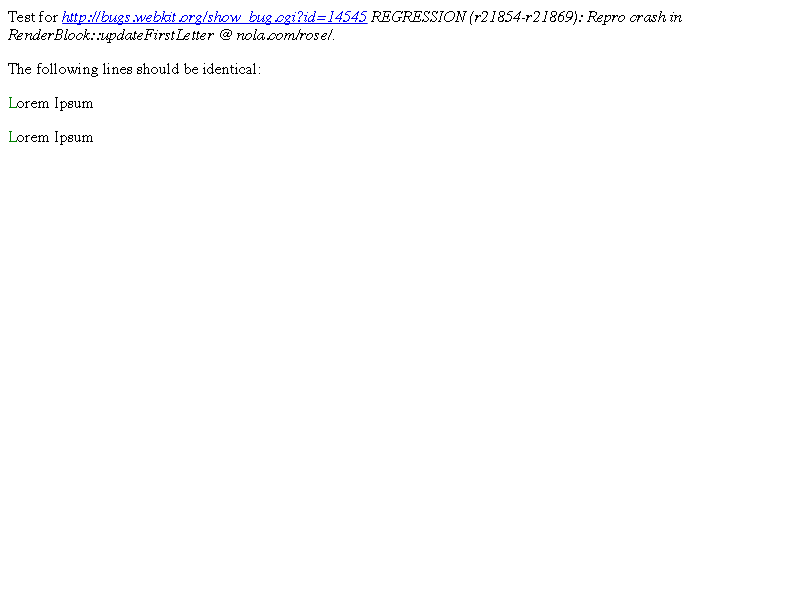 Test for http://bugs.webkit.org/show_bug.cgi?id=14545 REGRESSION (r21854-r21869): Repro crash in
RenderBlock::updateFirstLetter @ nola.com/rose/.
The following lines should be identical:
Lorem Ipsum
Lorem Ipsum